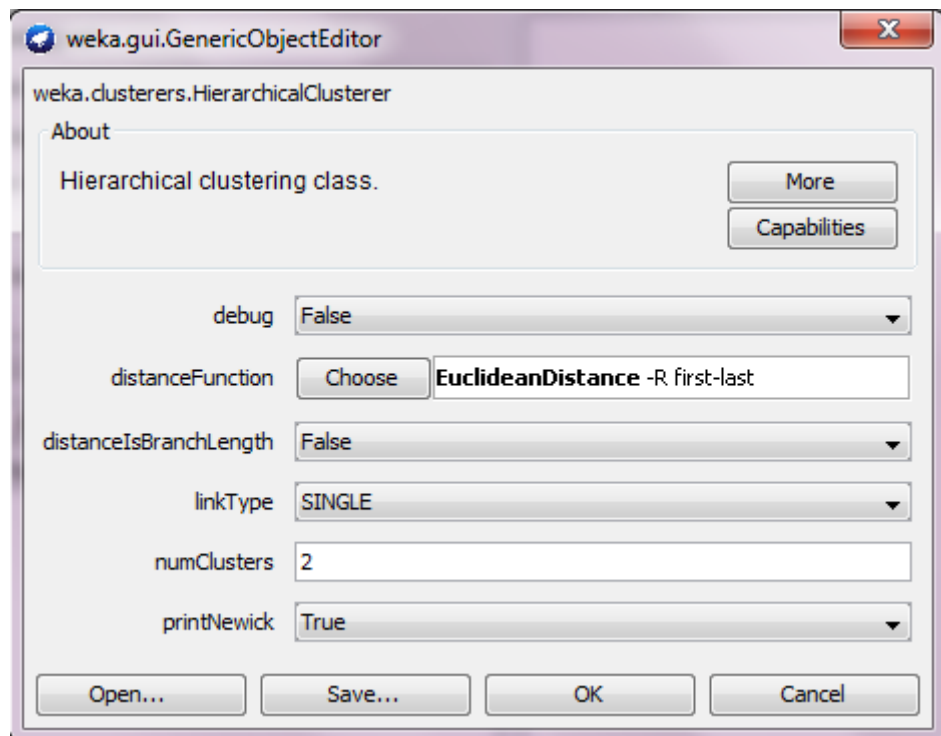 weka.gui.GenericObjectEditor
weka.clusterers.HierarchicalClusterer
About
Hierarchical clustering class.
More
Capabilities
debug False
distanceFunction Choose EuclideanDistance -R first-last
distanceIsBranchLength False
linkType SINGLE
numClusters 2
printNewick True
Open... Save... OK Cancel